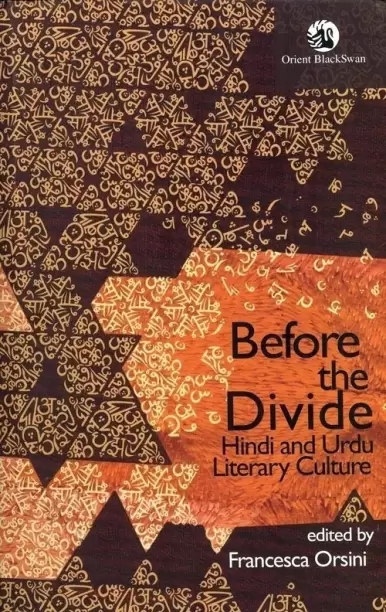 Orient BlackSwan
Before
the
Divide
Hindi and Urdu
Literary Culture
edited by
Francesca Orsini